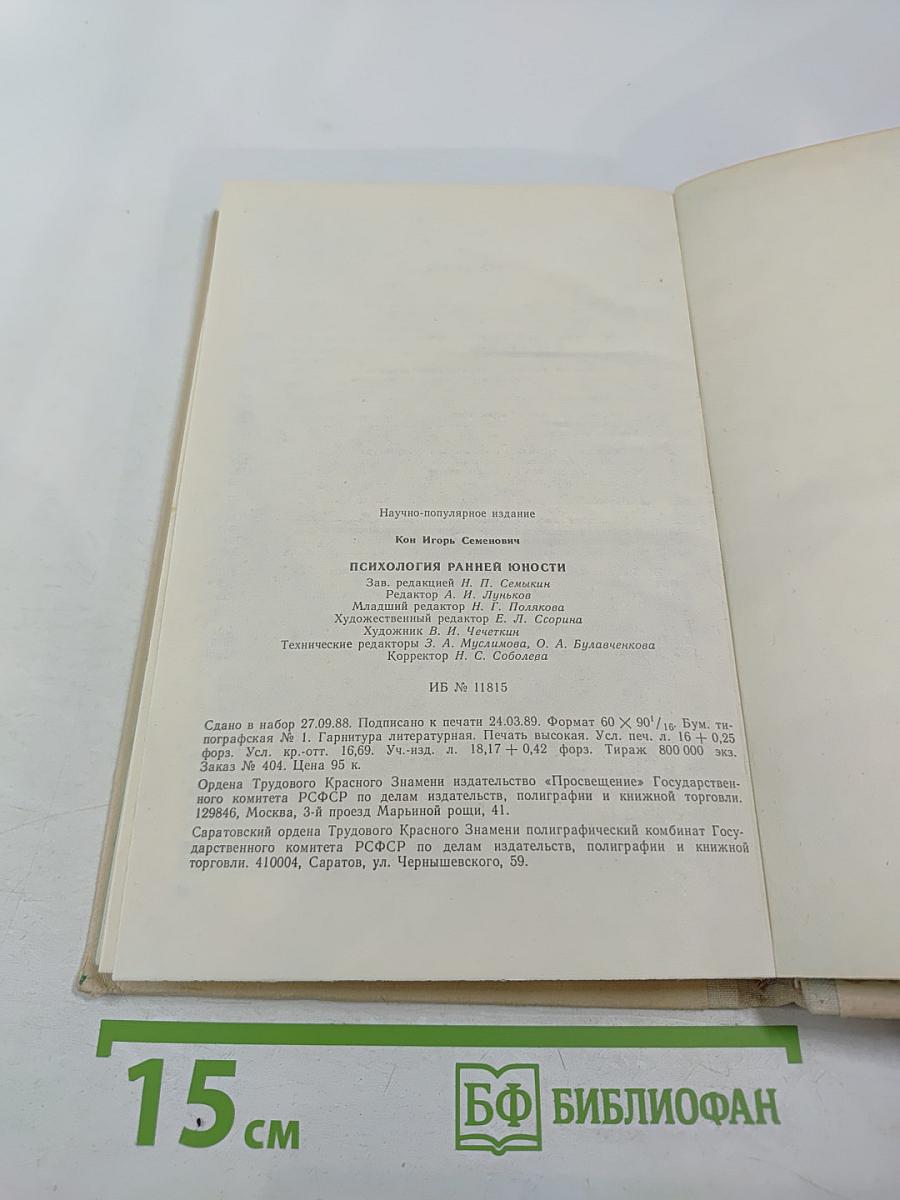 Научно-популярное издание
Кон Игорь Семенович
ПСИХОЛОГИЯ РАННЕЙ ЮНОСТИ
Зав. редакцией Н. П. Семыкин
Редактор А. И. Луньков
Младший редактор Н. Г. Полякова
Художественный редактор Е. Л. Ссорина
Художник В. И. Чечеткин
Технические редакторы З. А. Муслимова, О. А. Булавченкова
Корректор Н. С. Соболева
ИБ № 11815
Сдано в набор 27.09.88. Подписано к печати 24.03.89. Формат 60 × 90¹/₁₆. Бум. ти-
пографская № 1. Гарнитура литературная. Печать высокая. Усл. печ. л. 16 + 0,25
форз. Усл. кр.-отт. 16,69. Уч.-изд. л. 18,17 + 0,42 форз. Тираж 800 000 экз.
Заказ № 404. Цена 95 к.
Ордена Трудового Красного Знамени издательство «Просвещение» Государствен-
ного комитета РСФСР по делам издательств, полиграфии и книжной торговли.
129846, Москва, 3-й проезд Марьиной рощи, 41.
Саратовский ордена Трудового Красного Знамени полиграфический комбинат Госу-
дарственного комитета РСФСР по делам издательств, полиграфии и книжной
торговли. 410004, Саратов, ул. Чернышевского, 59.
15 см
БФ БИБЛИОФАН